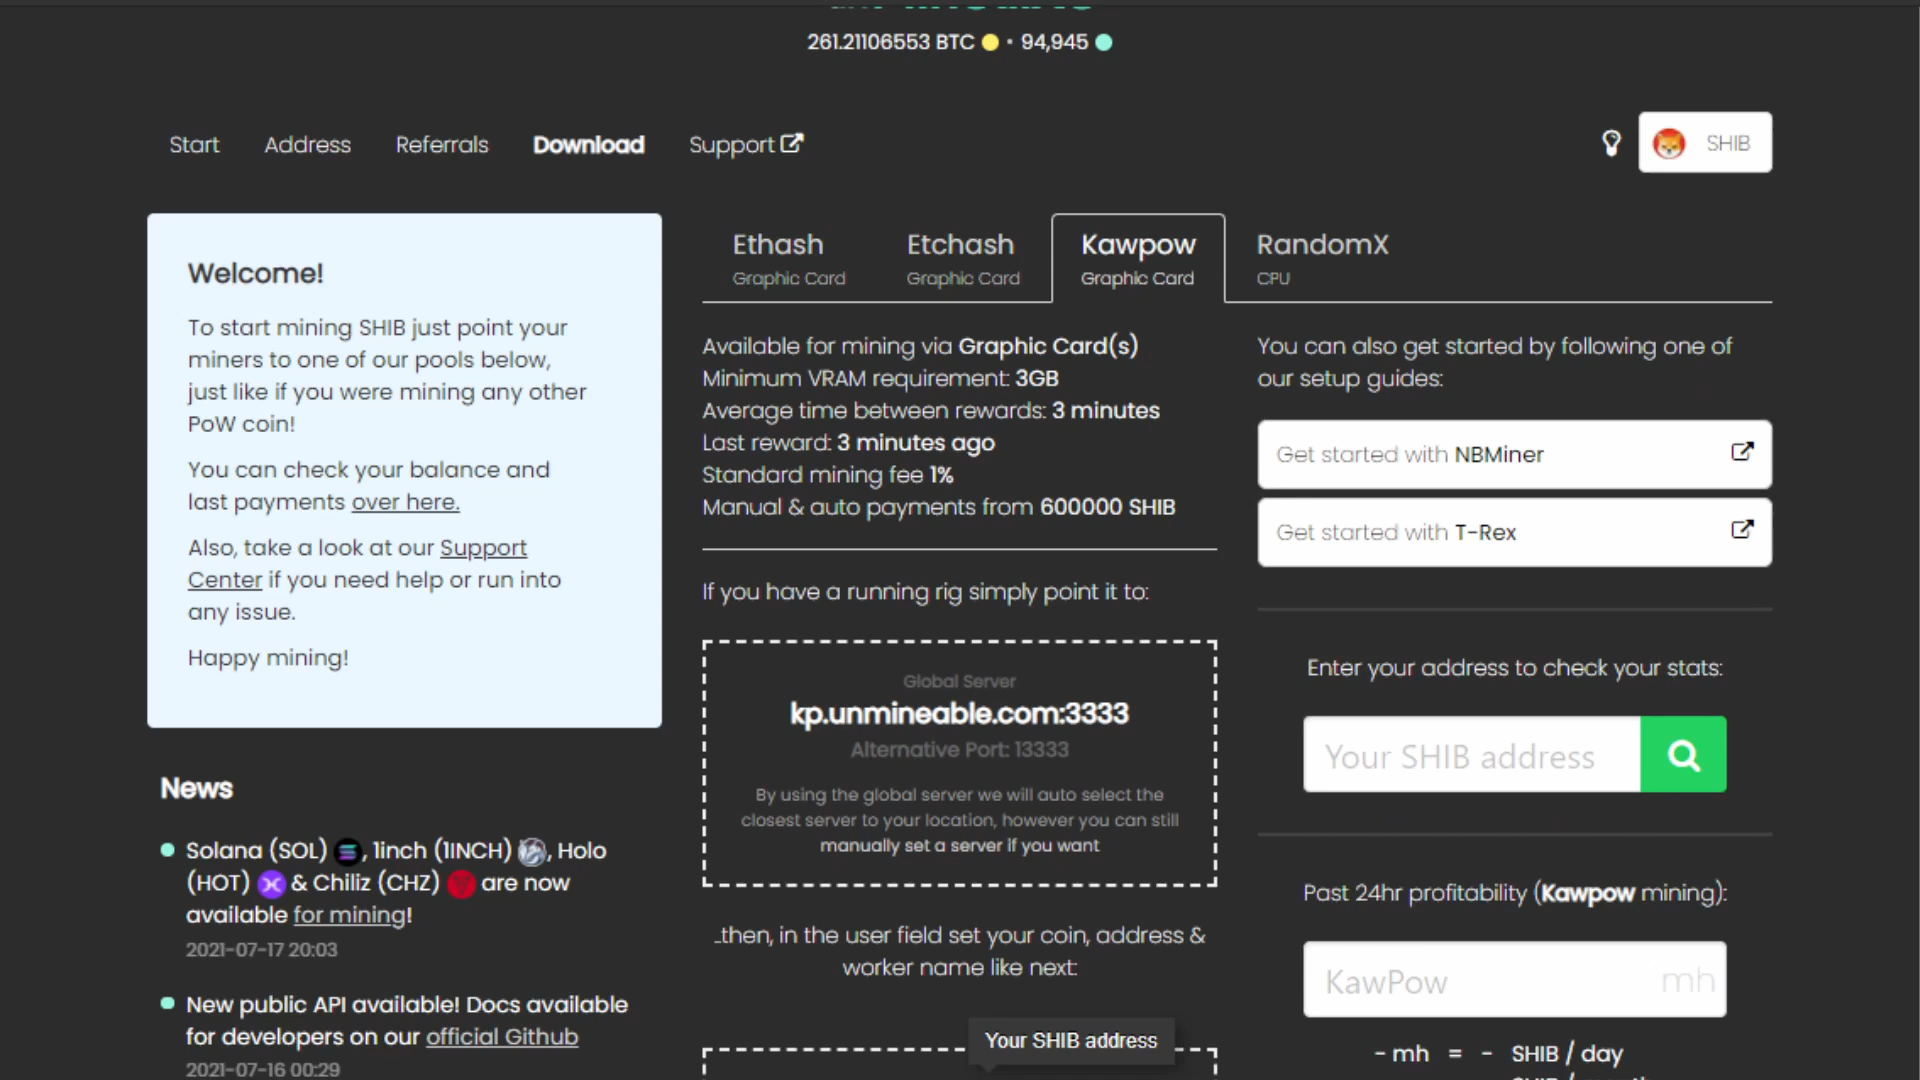 261.21106553 BTC • 94,945
Start Address Referrals Download Support
SHIB
Welcome!
To start mining SHIB just point your
miners to one of our pools below,
just like if you were mining any other
PoW coin!
You can check your balance and
last payments over here.
Also, take a look at our Support
Center if you need help or run into
any issue.
Happy mining!
News
Solana (SOL) , 1inch (1INCH) , Holo
(HOT) & Chiliz (CHZ) are now
available for mining!
2021-07-17 20:03
New public API available! Docs available
for developers on our official Github
2021-07-16 00:29
Ethash
Graphic Card
Etchash
Graphic Card
Kawpow
Graphic Card
RandomX
CPU
Available for mining via Graphic Card(s)
Minimum VRAM requirement: 3GB
Average time between rewards: 3 minutes
Last reward: 3 minutes ago
Standard mining fee 1%
Manual & auto payments from 600000 SHIB
If you have a running rig simply point it to:
Global Server
kp.unmineable.com:3333
Alternative Port: 13333
By using the global server we will auto select the
closest server to your location, however you can still
manually set a server if you want
...then, in the user field set your coin, address &
worker name like next:
Your SHIB address
You can also get started by following one of
our setup guides:
Get started with NBMiner
Get started with T-Rex
Enter your address to check your stats:
Your SHIB address
Past 24hr profitability (Kawpow mining):
KawPow mh
- mh = - SHIB / day